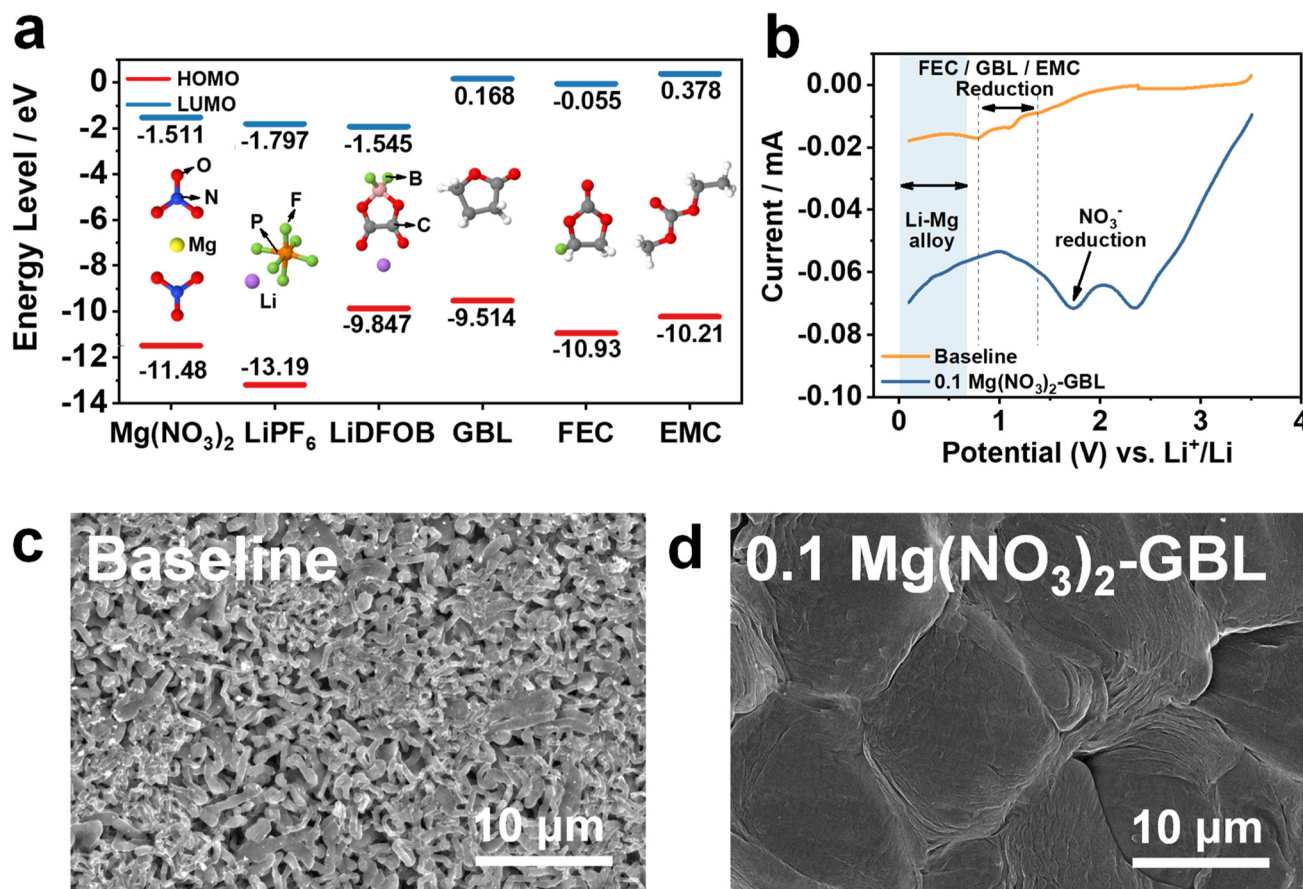 a
Energy Level / eV
0
-2
-4
-6
-8
-10
-12
-14
HOMO
LUMO
-1.511
-1.797
-1.545
0.168
-0.055
0.378
O
N
Mg
P
F
Li
B
C
-11.48
-13.19
-9.847
-9.514
-10.93
-10.21
Mg(NO₃)₂
LiPF₆
LiDFOB
GBL
FEC
EMC
b
Current / mA
0.00
-0.02
-0.04
-0.06
-0.08
-0.10
FEC / GBL / EMC
Reduction
Li-Mg
alloy
NO₃⁻
reduction
Baseline
0.1 Mg(NO₃)₂-GBL
0
1
2
3
4
Potential (V) vs. Li⁺/Li
c
Baseline
10 μm
d
0.1 Mg(NO₃)₂-GBL
10 μm